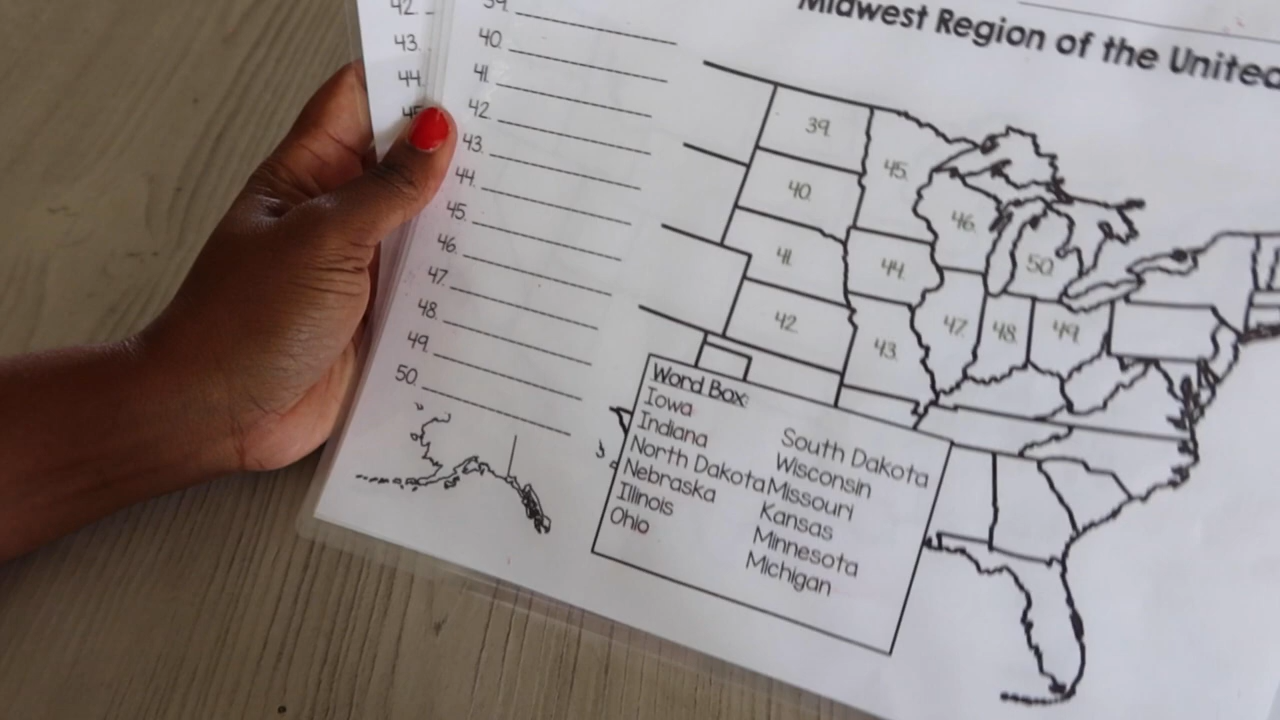 Midwest Region of the United
42.
43.
44.
45
39.
40.
41.
42.
43.
44.
45.
46.
47.
48.
49.
50.
39.
40.
41.
42.
43.
44.
45.
46.
47.
48.
49.
50.
Word Box:
Iowa
Indiana
North Dakota
Nebraska
Illinois
Ohio
South Dakota
Wisconsin
Missouri
Kansas
Minnesota
Michigan